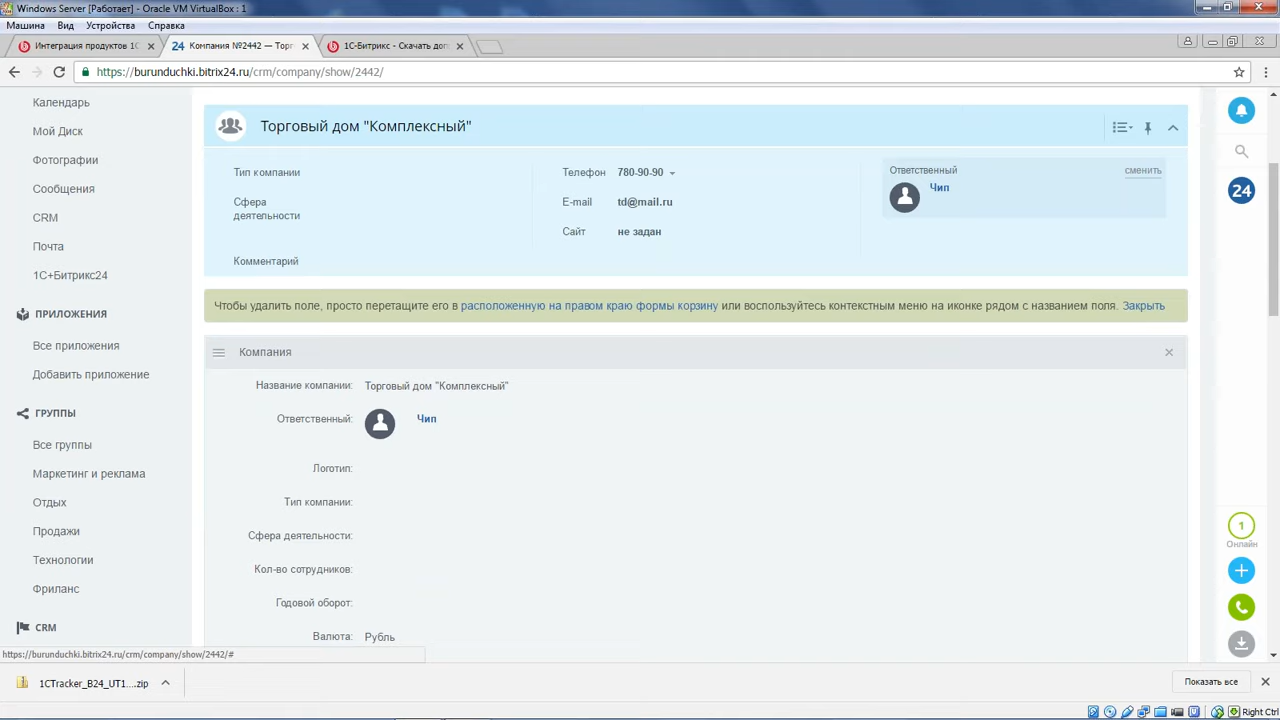 Windows Server [Работает] - Oracle VM VirtualBox : 1
Машина Вид Устройства Справка
Интеграция продуктов 1С
24 Компания №2442 — Торг
1С-Битрикс - Скачать доп
https://burunduchki.bitrix24.ru/crm/company/show/2442/
Календарь
Мой Диск
Фотографии
Сообщения
CRM
Почта
1С+Битрикс24
ПРИЛОЖЕНИЯ
Все приложения
Добавить приложение
ГРУППЫ
Все группы
Маркетинг и реклама
Отдых
Продажи
Технологии
Фриланс
CRM
Торговый дом "Комплексный"
Тип компании
Сфера
деятельности
Комментарий
Телефон 780-90-90
E-mail td@mail.ru
Сайт не задан
Ответственный сменить
Чип
Чтобы удалить поле, просто перетащите его в расположенную на правом краю формы корзину или воспользуйтесь контекстным меню на иконке рядом с названием поля. Закрыть
Компания
Название компании: Торговый дом "Комплексный"
Ответственный: Чип
Логотип:
Тип компании:
Сфера деятельности:
Кол-во сотрудников:
Годовой оборот:
Валюта: Рубль
24
1
Онлайн
https://burunduchki.bitrix24.ru/crm/company/show/2442/#
1CTracker_B24_UT1....zip
Показать все
Right Ctrl